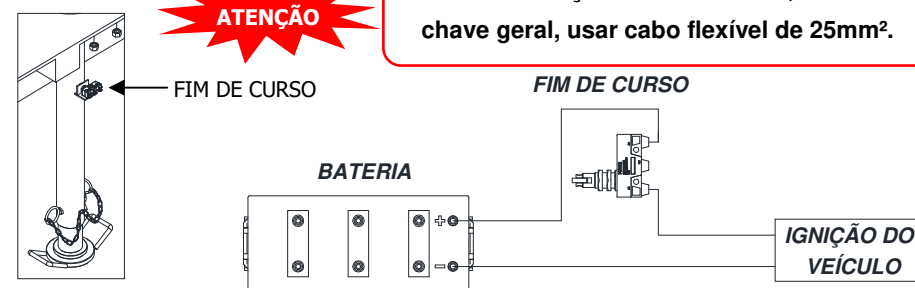 ATENÇÃO
chave geral, usar cabo flexível de 25mm².
FIM DE CURSO
FIM DE CURSO
BATERIA
+
–
IGNIÇÃO DO
VEÍCULO